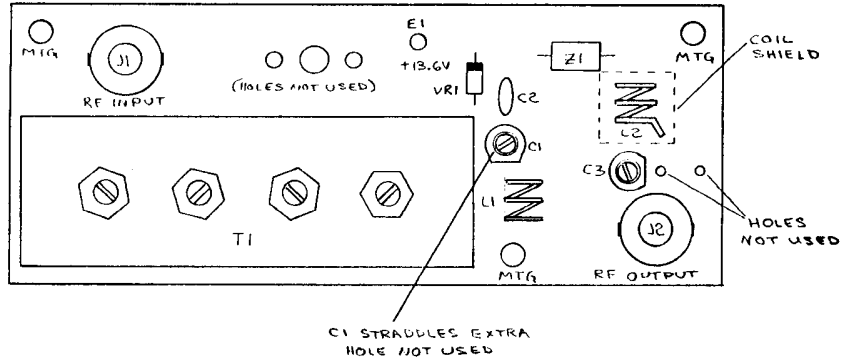 E1
MTG
J1
(HOLES NOT USED)
+13.6V
VR1
Z1
MTG
COIL
SHIELD
RF INPUT
C2
L2
C1
C3
L1
HOLES
NOT USED
T1
J2
MTG
RF OUTPUT
C1 STRADDLES EXTRA
HOLE NOT USED